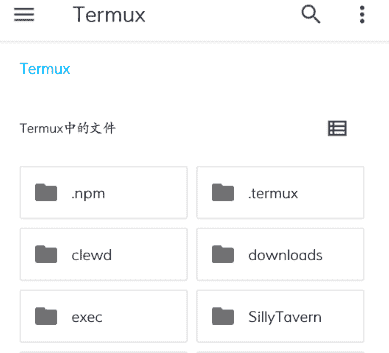 Termux
Termux
Termux中的文件
.npm
.termux
clewd
downloads
exec
SillyTavern